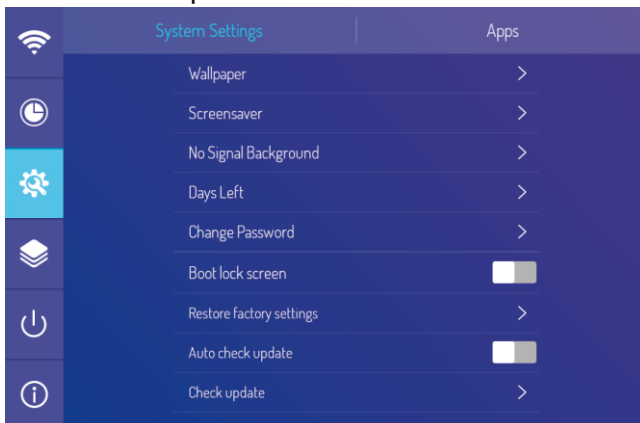 System Settings
Apps
Wallpaper
Screensaver
No Signal Background
Days Left
Change Password
Boot lock screen
Restore factory settings
Auto check update
Check update